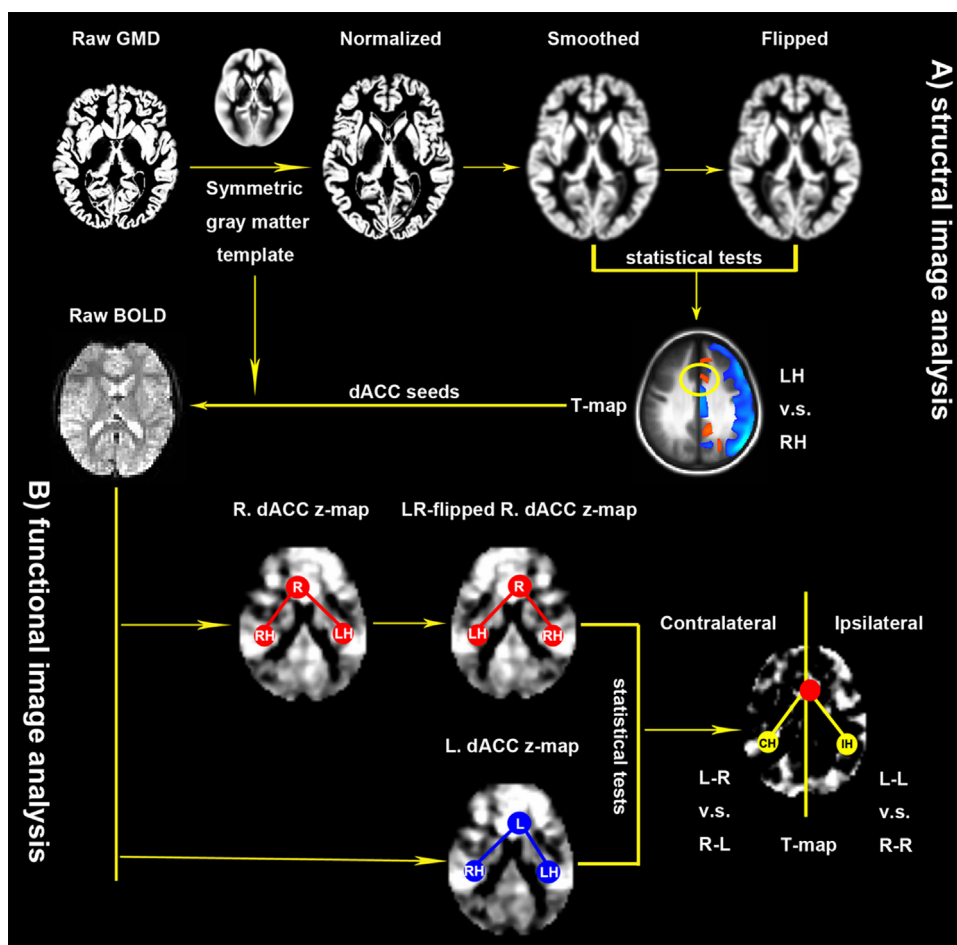 Raw GMD
Normalized
Smoothed
Flipped
A) structural image analysis
Symmetric
gray matter
template
statistical tests
Raw BOLD
dACC seeds
T-map
LH
v.s.
RH
B) functional image analysis
R. dACC z-map
LR-flipped R. dACC z-map
R
RH
LH
R
LH
RH
statistical tests
Contralateral
Ipsilateral
CH
IH
L. dACC z-map
L
RH
LH
L-R
v.s.
R-L
T-map
L-L
v.s.
R-R